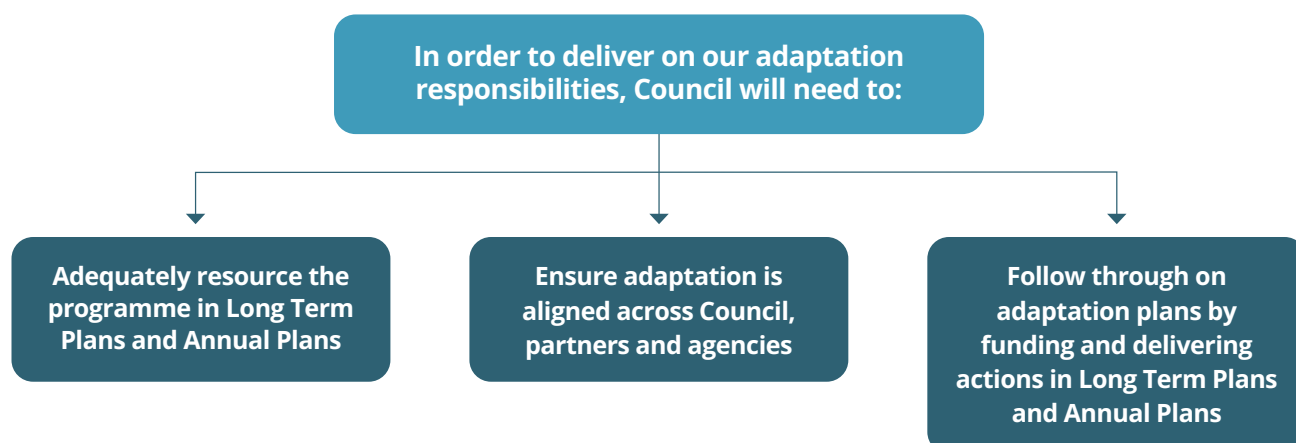 In order to deliver on our adaptation
responsibilities, Council will need to:
Adequately resource the
programme in Long Term
Plans and Annual Plans
Ensure adaptation is
aligned across Council,
partners and agencies
Follow through on
adaptation plans by
funding and delivering
actions in Long Term Plans
and Annual Plans